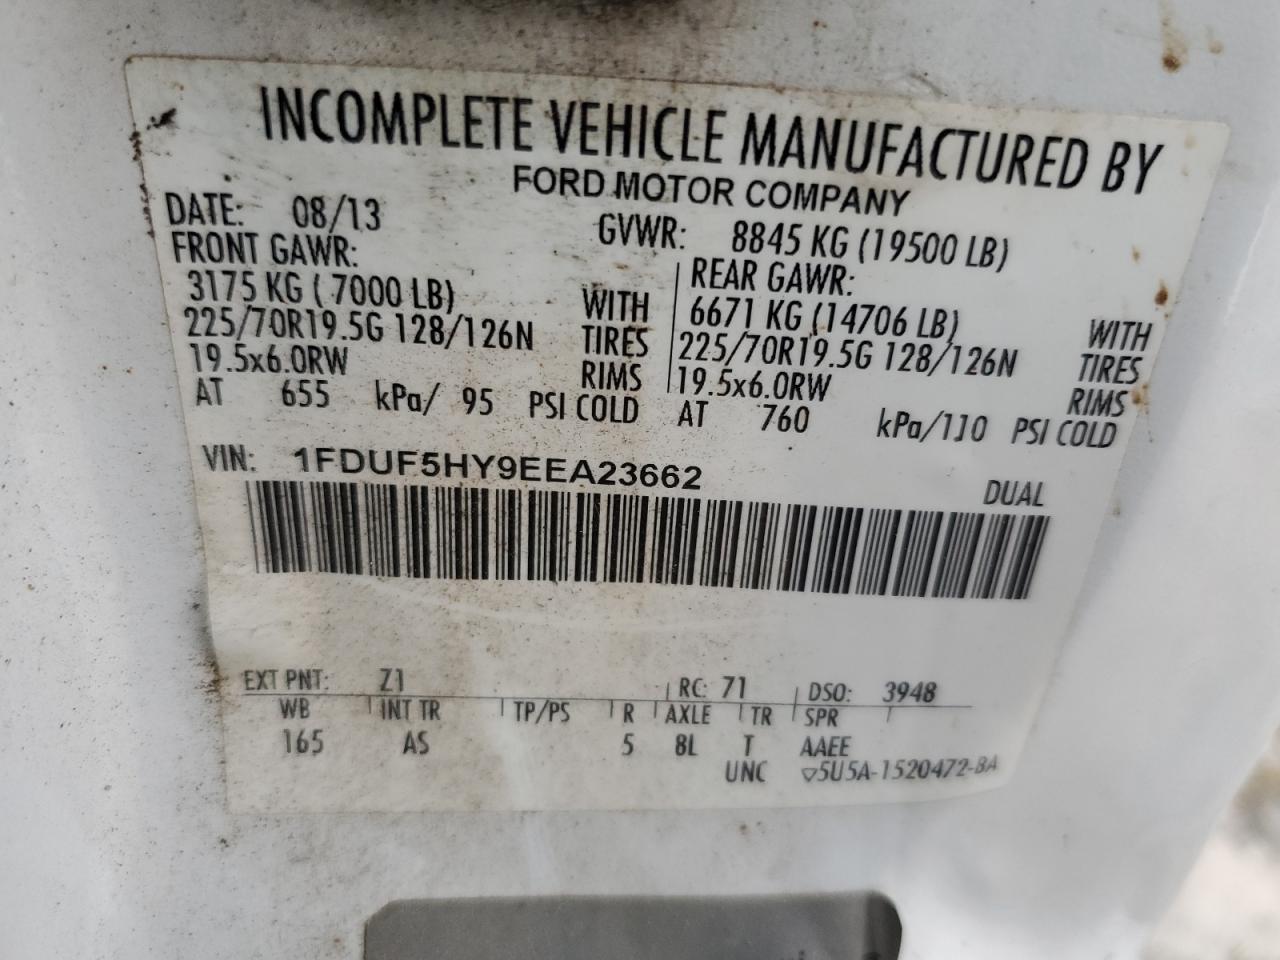 INCOMPLETE VEHICLE MANUFACTURED BY
FORD MOTOR COMPANY
DATE: 08/13 GVWR: 8845 KG (19500 LB)
FRONT GAWR: REAR GAWR:
3175 KG ( 7000 LB) WITH 6671 KG (14706 LB) WITH
225/70R19.5G 128/126N TIRES 225/70R19.5G 128/126N TIRES
19.5x6.0RW RIMS 19.5x6.0RW RIMS
AT 655 kPa/ 95 PSI COLD AT 760 kPa/110 PSI COLD
VIN: 1FDUF5HY9EEA23662 DUAL
EXT PNT: Z1 RC: 71 DSO: 3948
WB INT TR TP/PS R AXLE TR SPR
165 AS 5 8L T AAEE
UNC ▽5U5A-1520472-BA